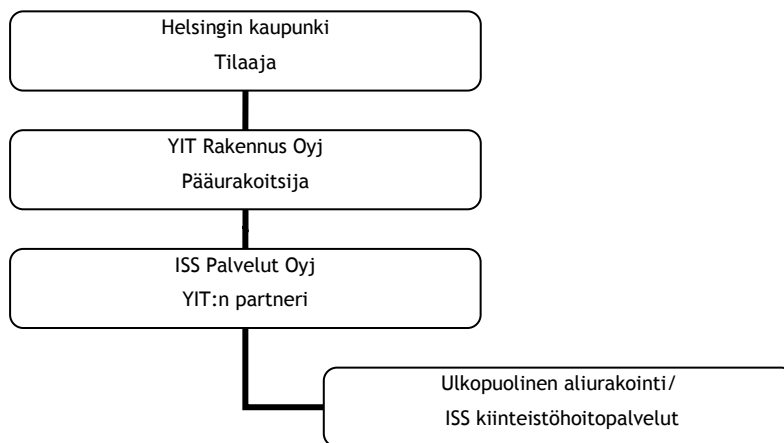 Helsingin kaupunki
Tilaaja
YIT Rakennus Oyj
Pääurakoitsija
ISS Palvelut Oyj
YIT:n partneri
Ulkopuolinen aliurakointi/
ISS kiinteistöhoitopalvelut